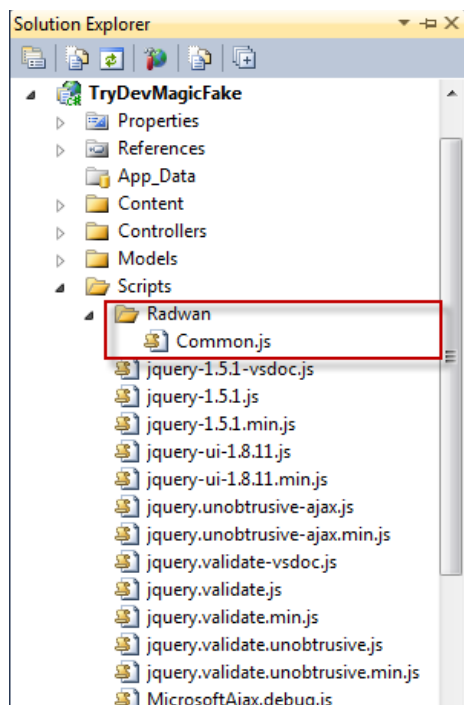 Solution Explorer
TryDevMagicFake
Properties
References
App_Data
Content
Controllers
Models
Scripts
Radwan
Common.js
jquery-1.5.1-vsdoc.js
jquery-1.5.1.js
jquery-1.5.1.min.js
jquery-ui-1.8.11.js
jquery-ui-1.8.11.min.js
jquery.unobtrusive-ajax.js
jquery.unobtrusive-ajax.min.js
jquery.validate-vsdoc.js
jquery.validate.js
jquery.validate.min.js
jquery.validate.unobtrusive.js
jquery.validate.unobtrusive.min.js
MicrosoftAjax.debug.js